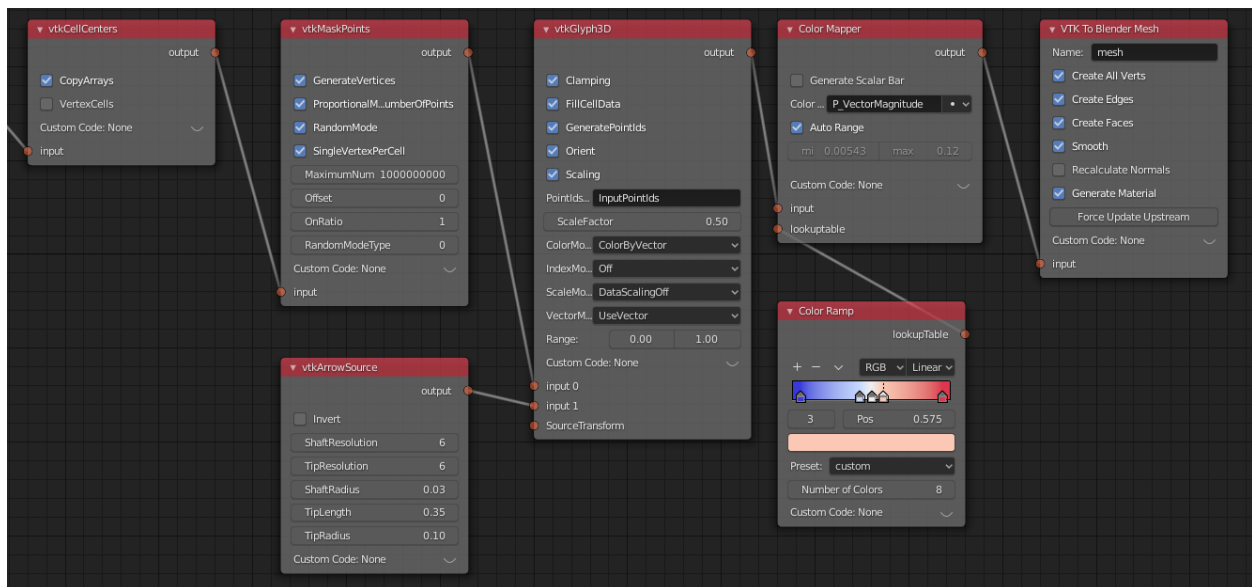 vtkCellCenters
output
CopyArrays
VertexCells
Custom Code: None
input
vtkMaskPoints
output
GenerateVertices
ProportionalM...umberOfPoints
RandomMode
SingleVertexPerCell
MaximumNum 1000000000
Offset 0
OnRatio 1
RandomModeType 0
Custom Code: None
input
vtkArrowSource
output
Invert
ShaftResolution 6
TipResolution 6
ShaftRadius 0.03
TipLength 0.35
TipRadius 0.10
Custom Code: None
vtkGlyph3D
output
Clamping
FillCellData
GeneratePointIds
Orient
Scaling
PointIds... InputPointIds
ScaleFactor 0.50
ColorMo... ColorByVector
IndexMo... Off
ScaleMo... DataScalingOff
VectorM... UseVector
Range: 0.00 1.00
Custom Code: None
input 0
input 1
SourceTransform
Color Mapper
output
Generate Scalar Bar
Color ... P_VectorMagnitude
Auto Range
mi 0.00543 max 0.12
Custom Code: None
input
lookuptable
Color Ramp
lookupTable
+ − RGB Linear
3 Pos 0.575
Preset: custom
Number of Colors 8
Custom Code: None
VTK To Blender Mesh
Name: mesh
Create All Verts
Create Edges
Create Faces
Smooth
Recalculate Normals
Generate Material
Force Update Upstream
Custom Code: None
input